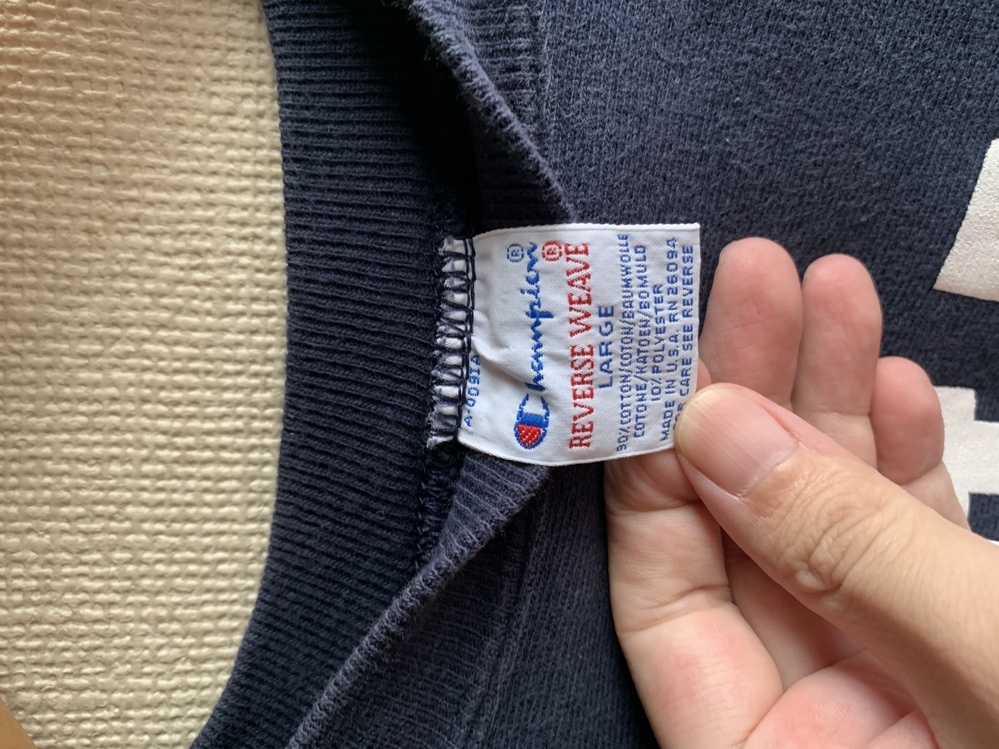 A-009A
Champion®
REVERSE WEAVE®
LARGE
90%COTTON/COTON/BAUMWOLLE
COTONE/KATOEN/BOMULD
10% POLYESTER
MADE IN U.S.A. RN 26094
CARE SEE REVERSE